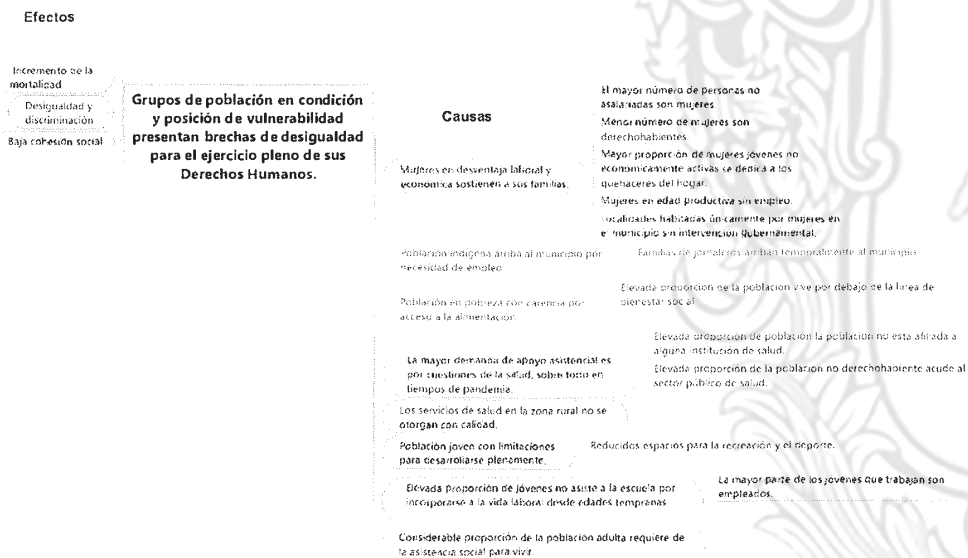 Efectos
Incremento de la
mortalidad
Desigualdad y
discriminación
Baja cohesión social
Grupos de población en condición
y posición de vulnerabilidad
presentan brechas de desigualdad
para el ejercicio pleno de sus
Derechos Humanos.
Causas
Mujeres en desventaja laboral y
económica sostienen a sus familias.
El mayor número de personas no
asalariadas son mujeres.
Menor número de mujeres son
derechohabientes.
Mayor proporción de mujeres jóvenes no
económicamente activas se dedica a los
quehaceres del hogar.
Mujeres en edad productiva sin empleo.
Localidades habitadas únicamente por mujeres en
el municipio sin intervención gubernamental.
Población indígena arriba al municipio por
necesidad de empleo
Familias de jornaleros arriban temporalmente al municipio
Población en pobreza con carencia por
acceso a la alimentación.
Elevada proporción de la población vive por debajo de la línea de
bienestar social
La mayor demanda de apoyo asistencial es
por cuestiones de la salud, sobre todo en
tiempos de pandemia.
Elevada proporción de población la población no esta afiliada a
alguna institución de salud.
Elevada proporción de la población no derechohabiente acude al
sector público de salud.
Los servicios de salud en la zona rural no se
otorgan con calidad.
Población joven con limitaciones
para desarrollarse plenamente.
Reducidos espacios para la recreación y el deporte.
Elevada proporción de jóvenes no asiste a la escuela por
incorporarse a la vida laboral desde edades tempranas
La mayor parte de los jóvenes que trabajan son
empleados.
Considerable proporción de la población adulta requiere de
la asistencia social para vivir.